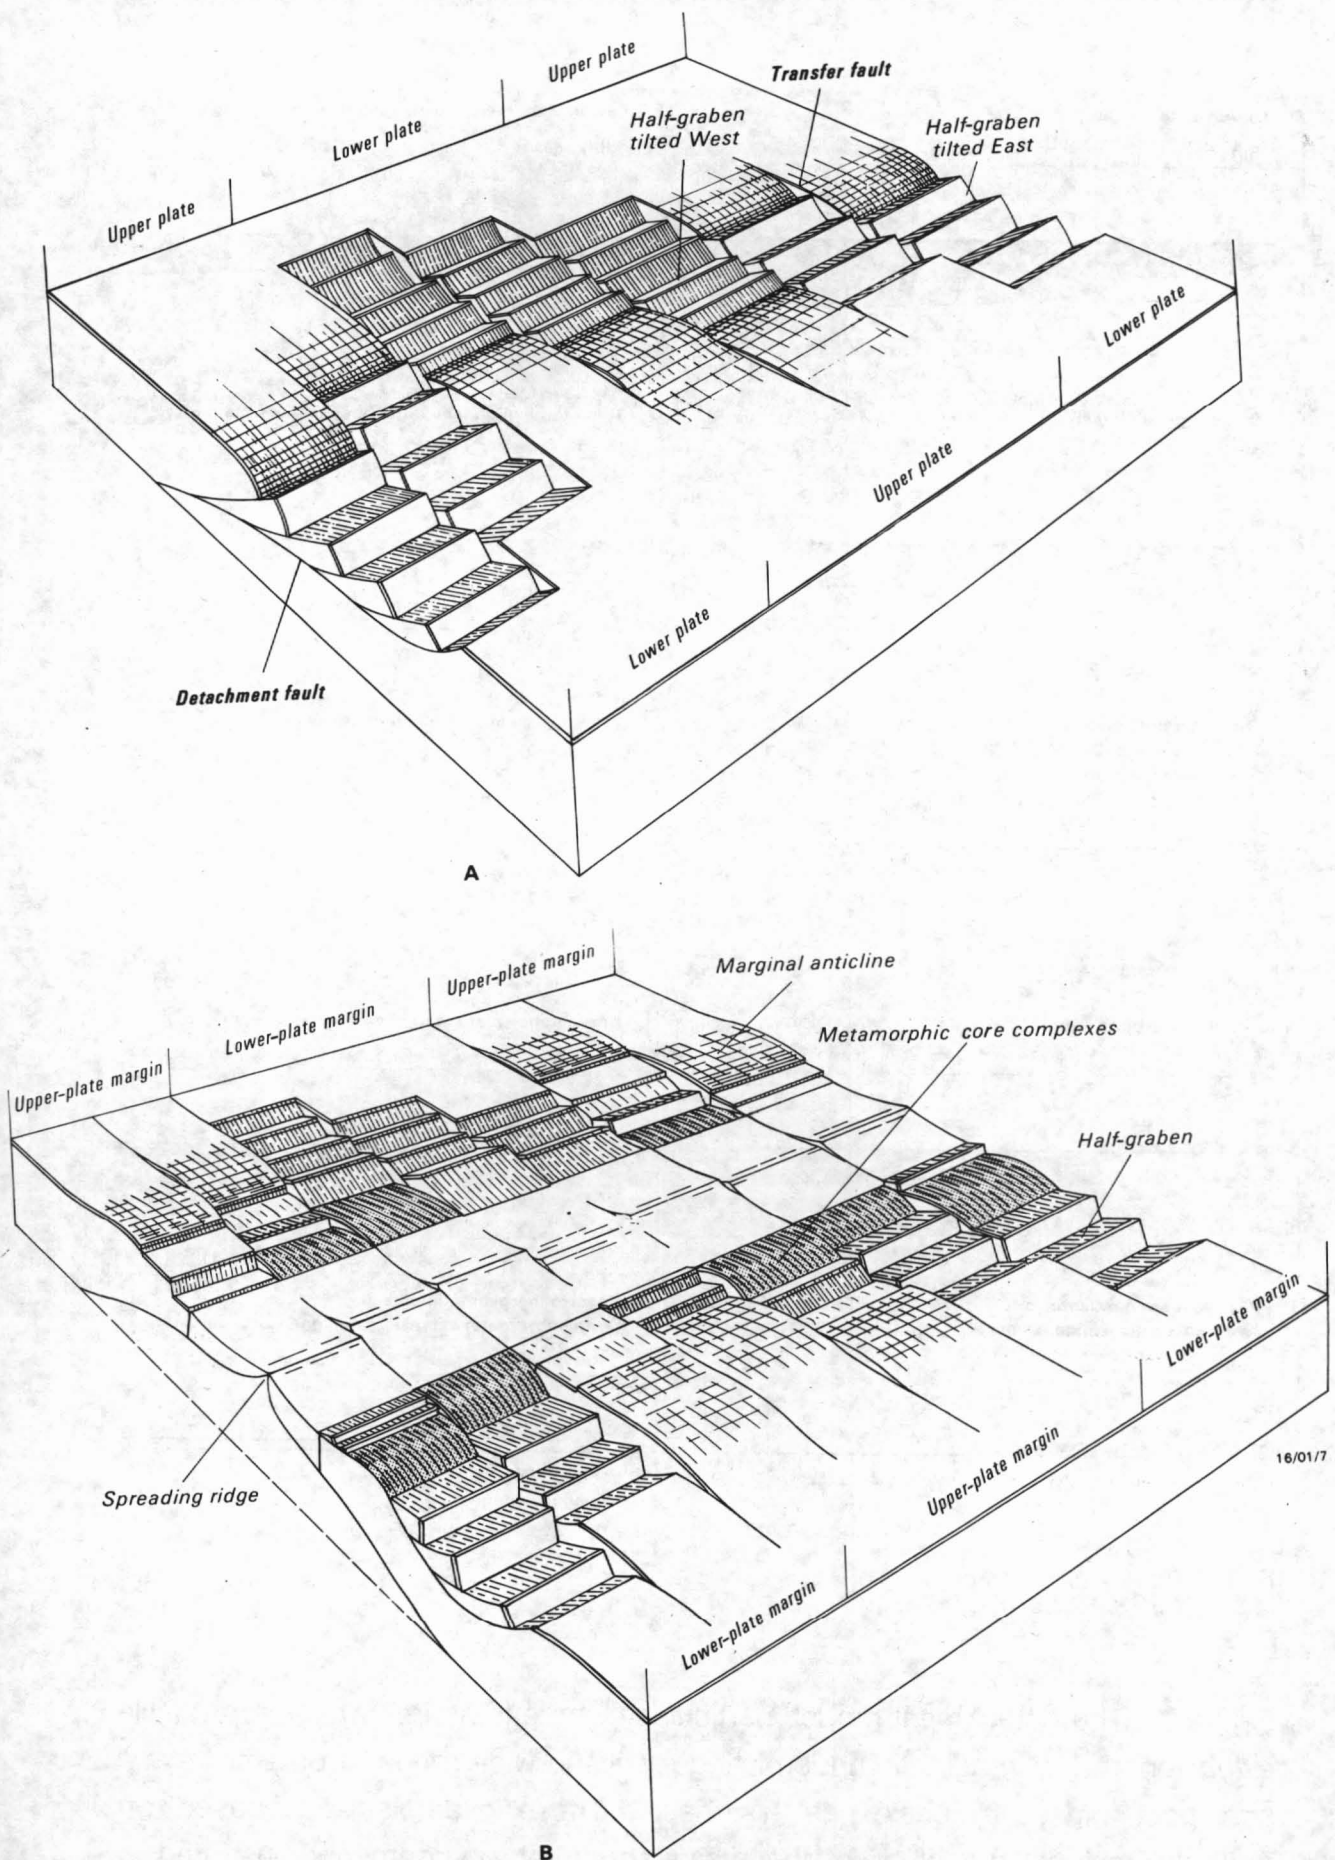 Upper plate
Transfer fault
Half-graben
tilted West
Half-graben
tilted East
Lower plate
Upper plate
Lower plate
Upper plate
Lower plate
Detachment fault
A
Upper-plate margin
Marginal anticline
Lower-plate margin
Metamorphic core complexes
Upper-plate margin
Half-graben
Lower-plate margin
Spreading ridge
Upper-plate margin
16/01/7
Lower-plate margin
B